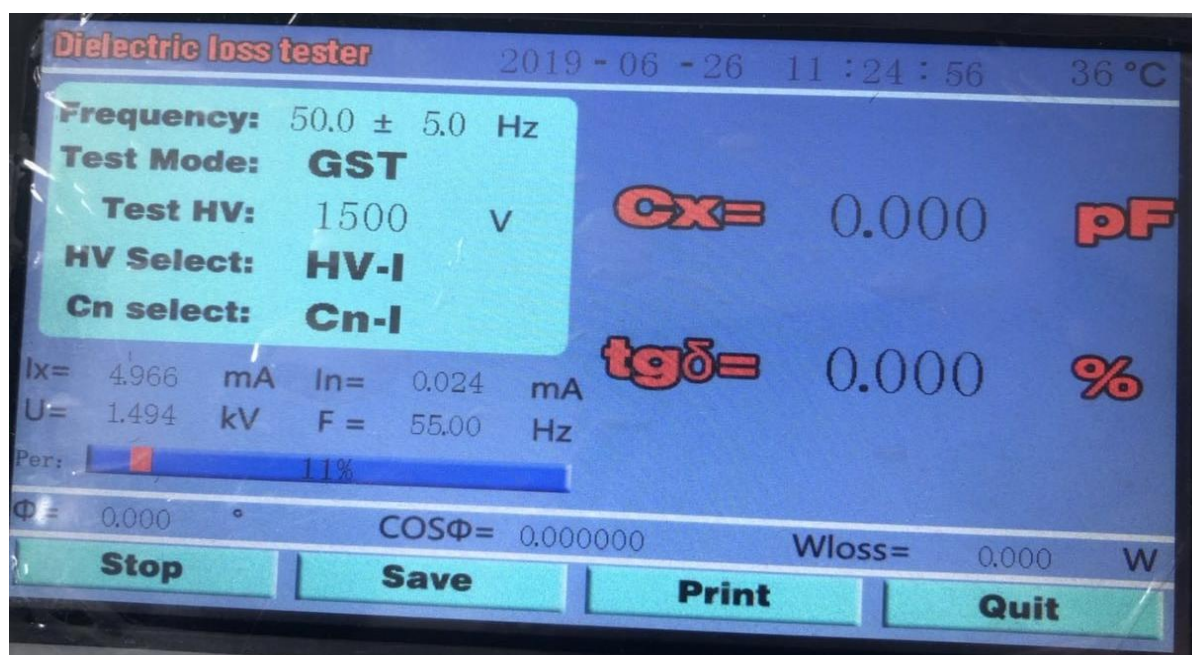 Dielectric loss tester 2019 - 06 - 26 11 : 24 : 56 36 °C
Frequency: 50.0 ± 5.0 Hz
Test Mode: GST
Test HV: 1500 V
HV Select: HV-I
Cn select: Cn-I
Cx= 0.000 pF
tgδ= 0.000 %
Ix= 4.966 mA In= 0.024 mA
U= 1.494 kV F = 55.00 Hz
Per: 11%
Φ= 0.000 ° COSΦ= 0.000000 Wloss= 0.000 W
Stop Save Print Quit